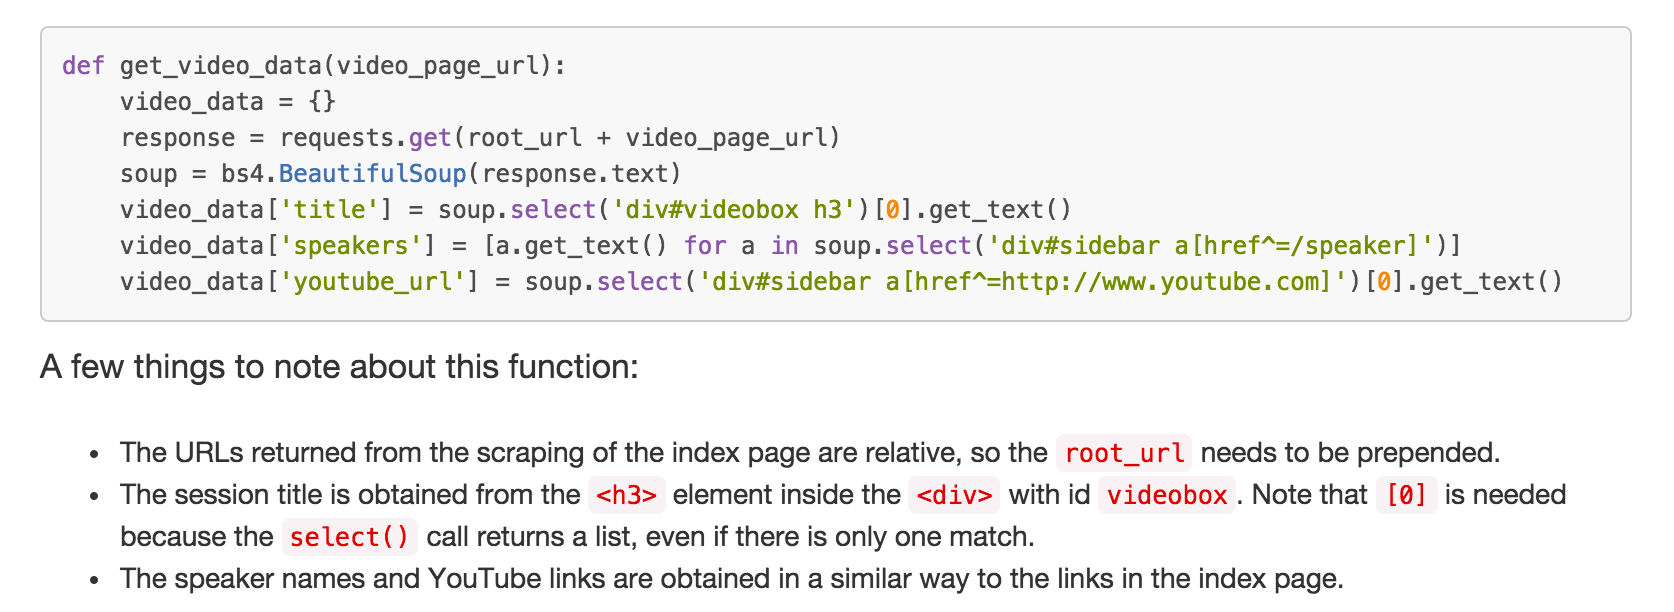 def get_video_data(video_page_url):
    video_data = {}
    response = requests.get(root_url + video_page_url)
    soup = bs4.BeautifulSoup(response.text)
    video_data['title'] = soup.select('div#videobox h3')[0].get_text()
    video_data['speakers'] = [a.get_text() for a in soup.select('div#sidebar a[href^=/speaker]')]
    video_data['youtube_url'] = soup.select('div#sidebar a[href^=http://www.youtube.com]')[0].get_text()
A few things to note about this function:
• The URLs returned from the scraping of the index page are relative, so the root_url needs to be prepended.
• The session title is obtained from the <h3> element inside the <div> with id videobox. Note that [0] is needed
because the select() call returns a list, even if there is only one match.
• The speaker names and YouTube links are obtained in a similar way to the links in the index page.